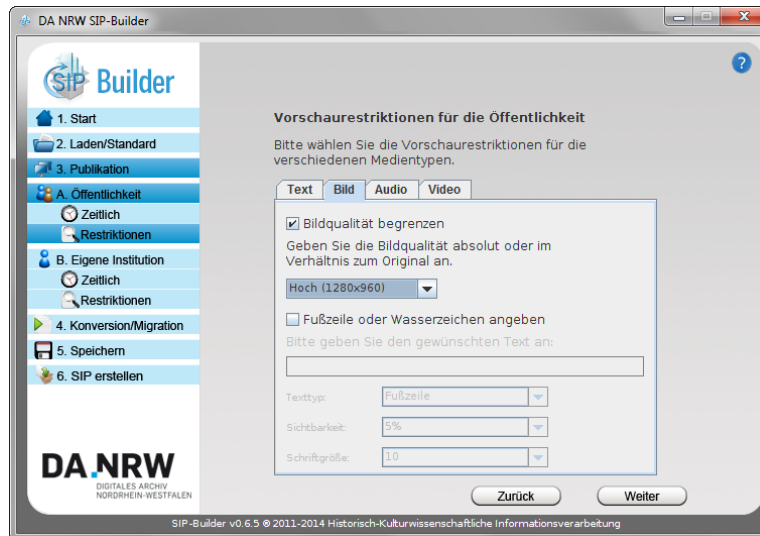 DA NRW SIP-Builder
SIP Builder
1. Start
2. Laden/Standard
3. Publikation
A. Öffentlichkeit
Zeitlich
Restriktionen
B. Eigene Institution
Zeitlich
Restriktionen
4. Konversion/Migration
5. Speichern
6. SIP erstellen
DA.NRW
DIGITALES ARCHIV
NORDRHEIN-WESTFALEN
?
Vorschaurestriktionen für die Öffentlichkeit
Bitte wählen Sie die Vorschaurestriktionen für die
verschiedenen Medientypen.
Text Bild Audio Video
Bildqualität begrenzen
Geben Sie die Bildqualität absolut oder im
Verhältnis zum Original an.
Hoch (1280x960)
Fußzeile oder Wasserzeichen angeben
Bitte geben Sie den gewünschten Text an:
Texttyp: Fußzeile
Sichtbarkeit: 5%
Schriftgröße: 10
Zurück Weiter
SIP-Builder v0.6.5 © 2011-2014 Historisch-Kulturwissenschaftliche Informationsverarbeitung